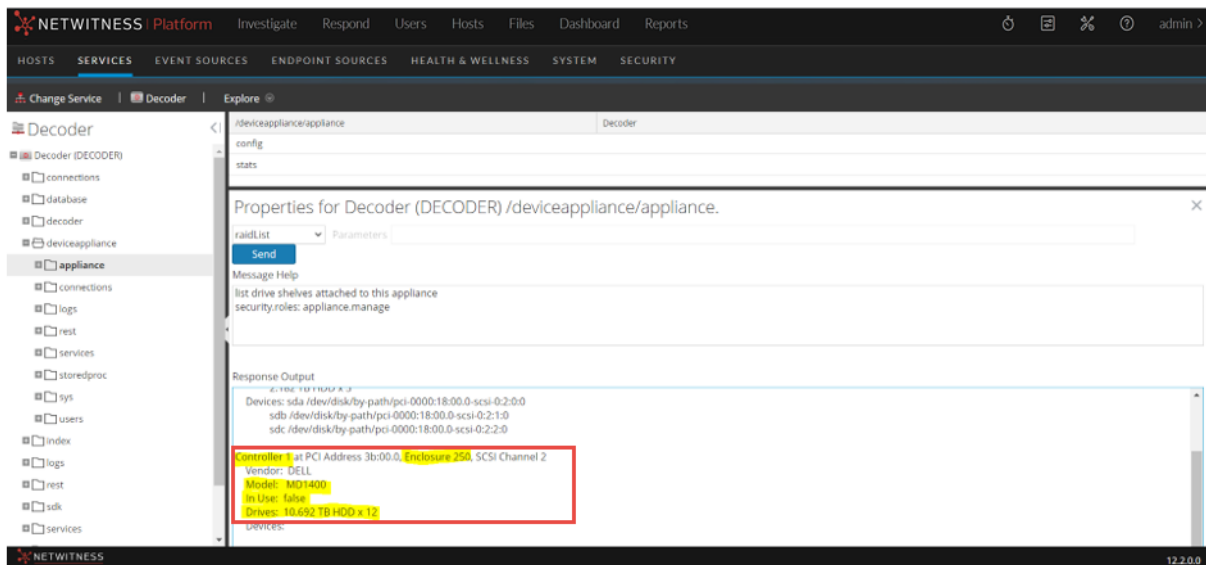 NETWITNESS | Platform Investigate Respond Users Hosts Files Dashboard Reports admin >
HOSTS SERVICES EVENT SOURCES ENDPOINT SOURCES HEALTH & WELLNESS SYSTEM SECURITY
Change Service | Decoder | Explore
Decoder
/deviceappliance/appliance Decoder
config
stats
Decoder (DECODER)
connections
database
decoder
deviceappliance
appliance
connections
logs
rest
services
storedproc
sys
users
index
logs
rest
sdk
services
Properties for Decoder (DECODER) /deviceappliance/appliance.
raidList Parameters
Send
Message Help
list drive shelves attached to this appliance
security.roles: appliance.manage
Response Output
2.182 TB HDD x 3
Devices: sda /dev/disk/by-path/pci-0000:18:00.0-scsi-0:2:0:0
sdb /dev/disk/by-path/pci-0000:18:00.0-scsi-0:2:1:0
sdc /dev/disk/by-path/pci-0000:18:00.0-scsi-0:2:2:0
Controller 1 at PCI Address 3b:00.0, Enclosure 250, SCSI Channel 2
Vendor: DELL
Model: MD1400
In Use: false
Drives: 10.692 TB HDD x 12
Devices:
NETWITNESS 12.2.0.0